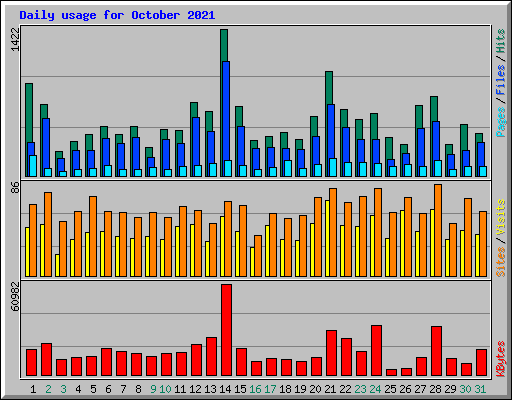 Daily usage for October 2021
1422
Pages / Files / Hits
86
Sites / Visits
60982
KBytes
1 2 3 4 5 6 7 8 9 10 11 12 13 14 15 16 17 18 19 20 21 22 23 24 25 26 27 28 29 30 31